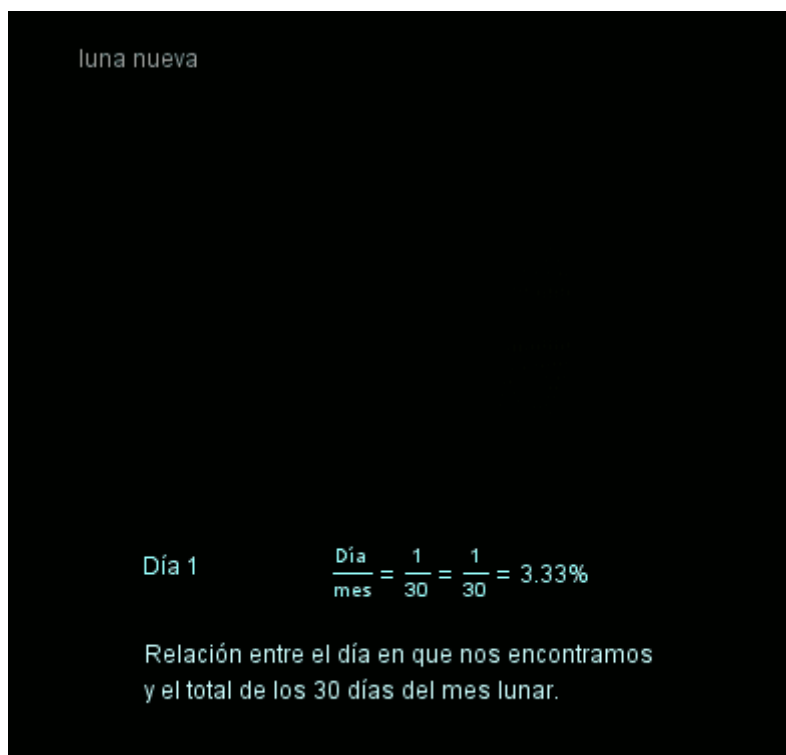 luna nueva
Día 1
Día/mes = 1/30 = 1/30 = 3.33%
Relación entre el día en que nos encontramos
y el total de los 30 días del mes lunar.